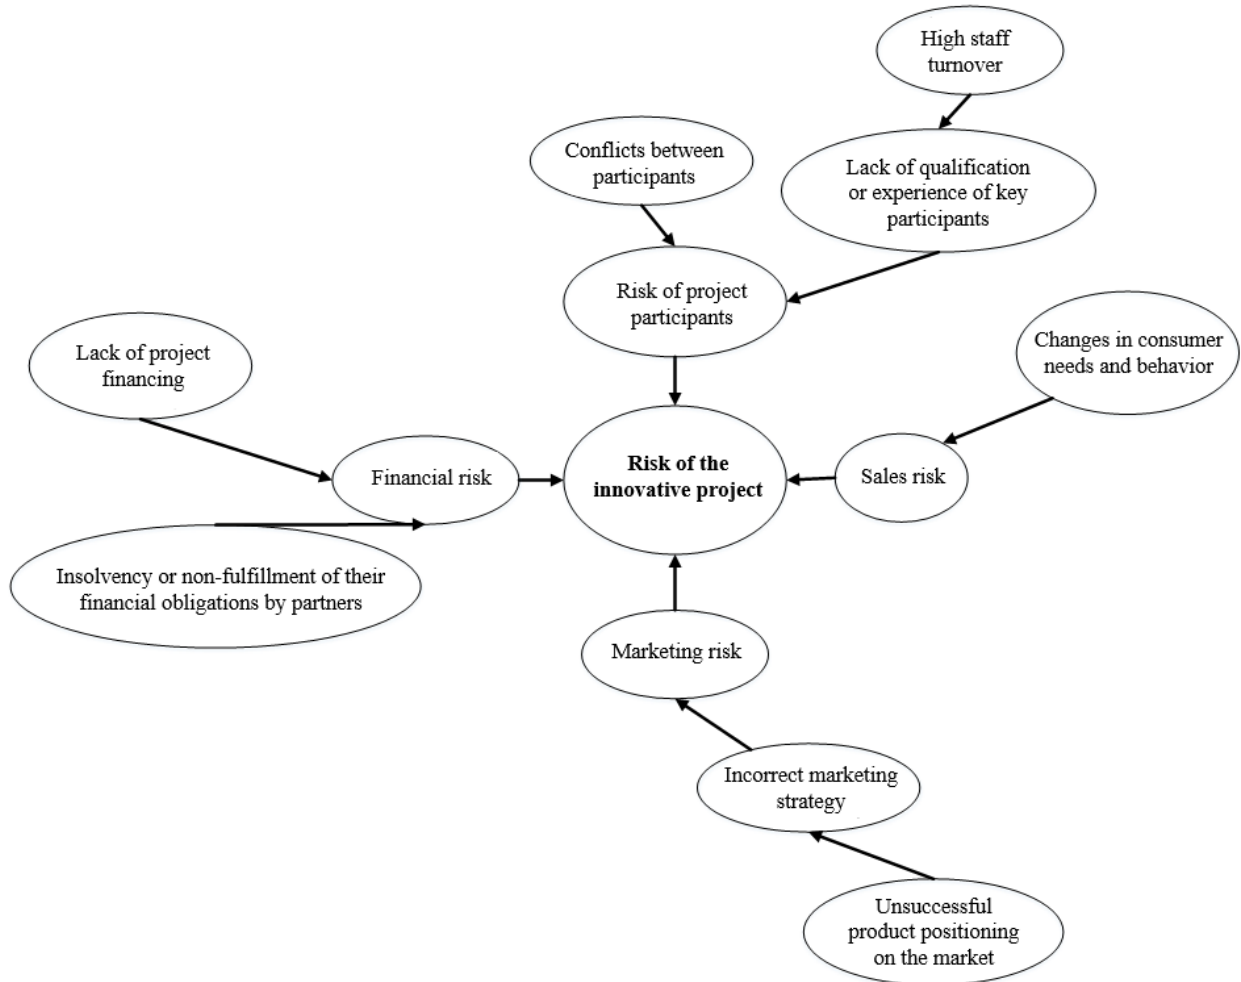 High staff
turnover
Conflicts between
participants
Lack of qualification
or experience of key
participants
Risk of project
participants
Changes in consumer
needs and behavior
Lack of project
financing
Financial risk
Risk of the
innovative project
Sales risk
Insolvency or non-fulfillment of their
financial obligations by partners
Marketing risk
Incorrect marketing
strategy
Unsuccessful
product positioning
on the market